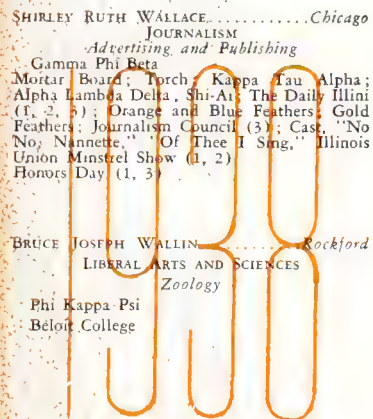 SHIRLEY RUTH WALLACE..........Chicago
JOURNALISM
Advertising and Publishing
Gamma Phi Beta
Mortar Board; Torch; Kappa Tau Alpha;
Alpha Lambda Delta, Shi-Ai; The Daily Illini
(1, 2, 3); Orange and Blue Feathers; Gold
Feathers; Journalism Council (3); Cast, "No
No, Nannette," "Of Thee I Sing," Illinois
Union Minstrel Show (1, 2)
Honors Day (1, 3)
BRUCE JOSEPH WALLIN..........Rockford
LIBERAL ARTS AND SCIENCES
Zoology
Phi Kappa Psi
Beloit College
1938